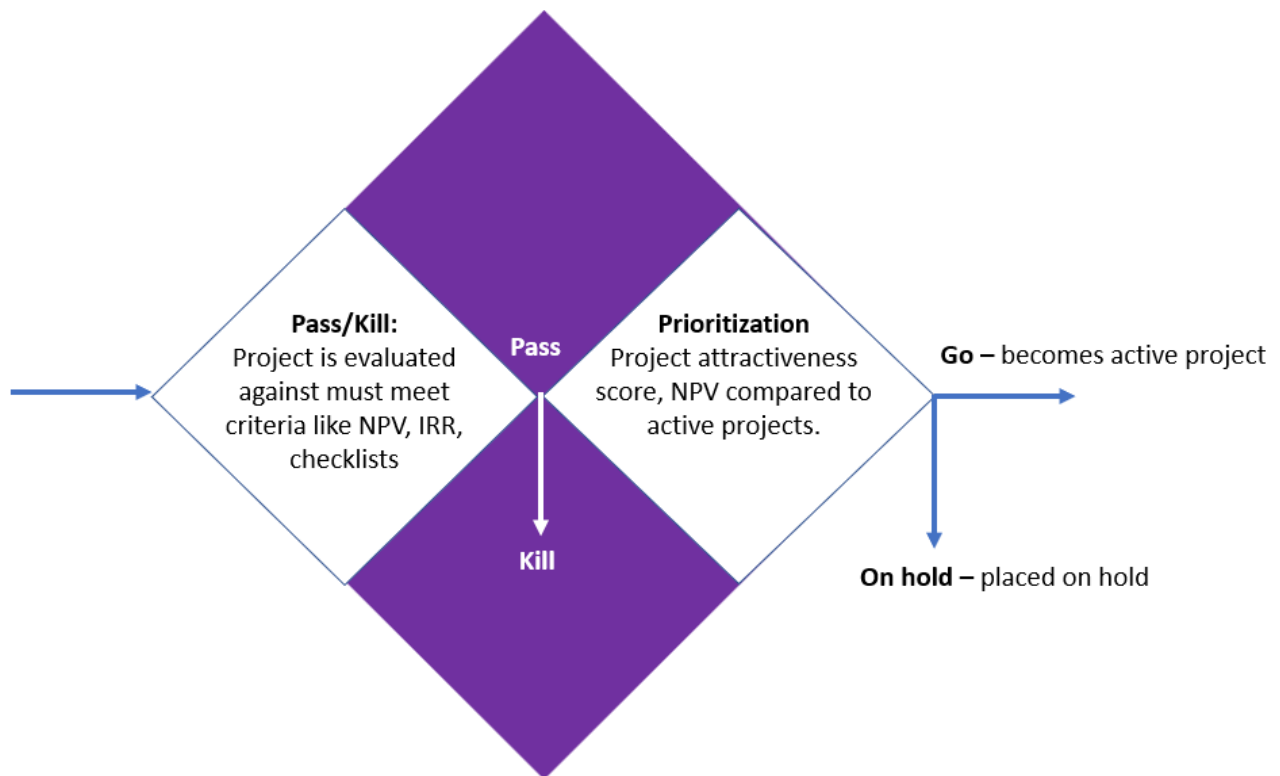 Pass/Kill:
Project is evaluated
against must meet
criteria like NPV, IRR,
checklists
Pass
Kill
Prioritization
Project attractiveness
score, NPV compared to
active projects.
Go – becomes active project
On hold – placed on hold